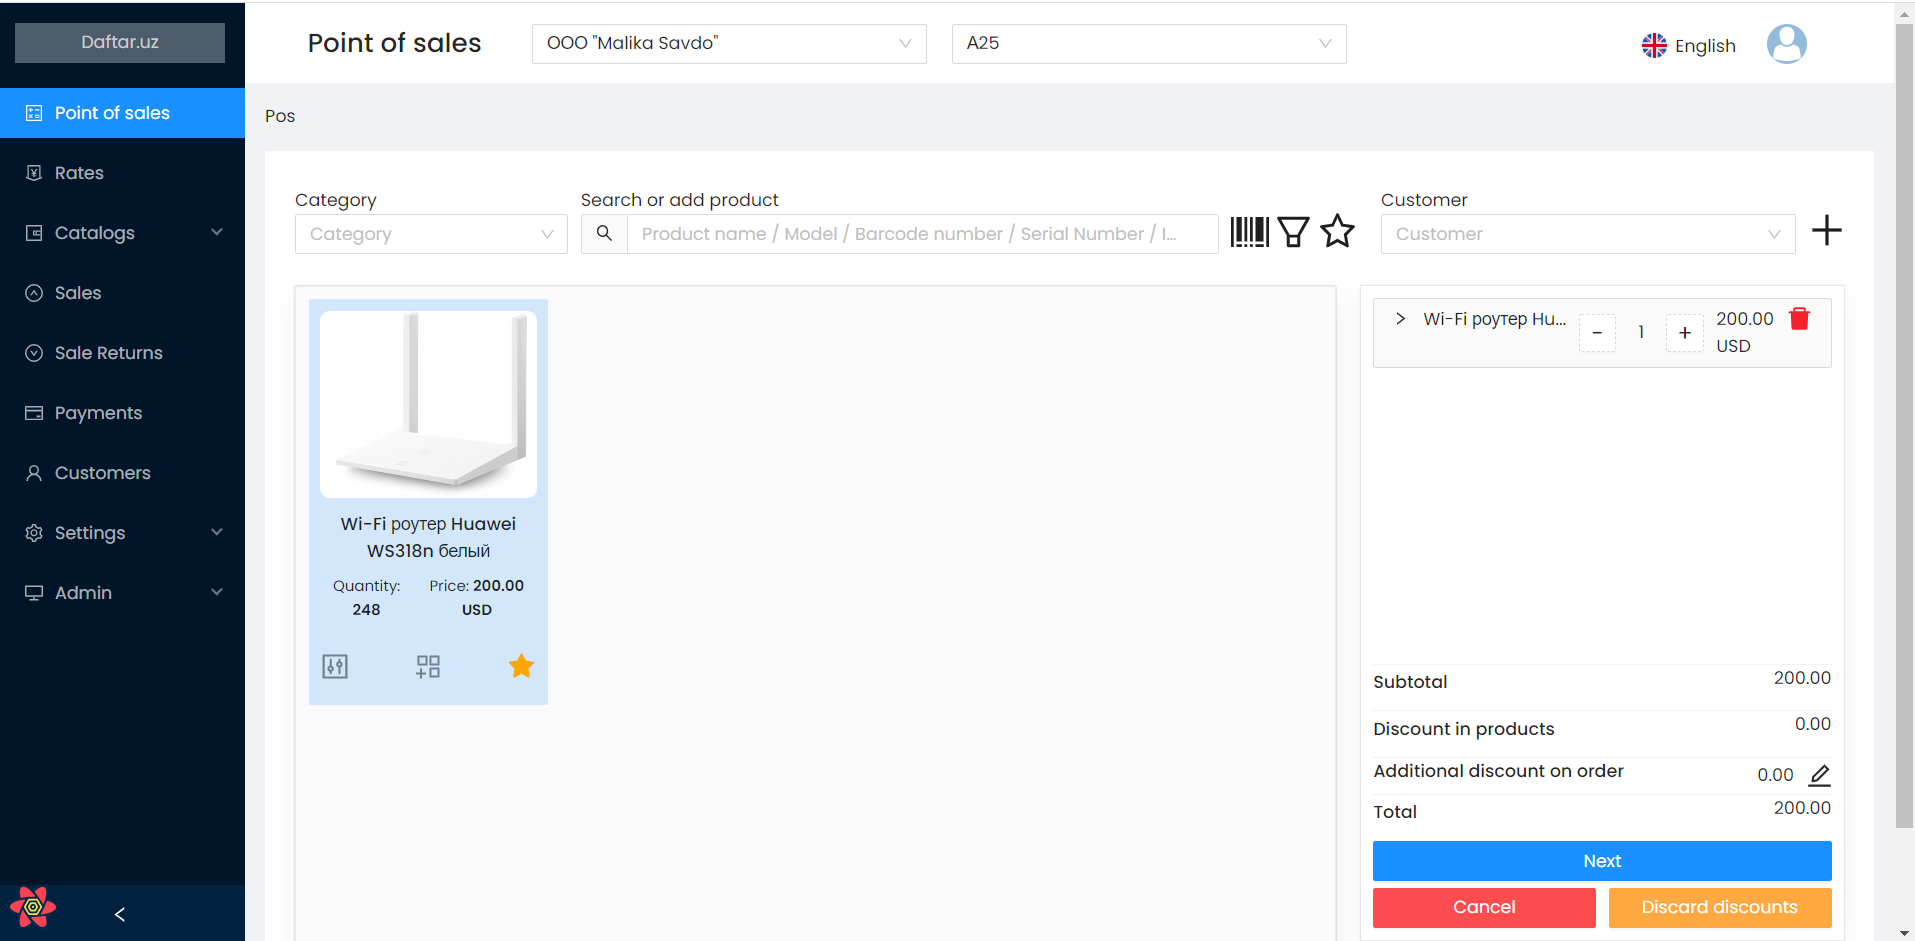 Daftar.uz
Point of sales
Rates
Catalogs
Sales
Sale Returns
Payments
Customers
Settings
Admin
Point of sales
OOO "Malika Savdo"
A25
English
Pos
Category
Category
Search or add product
Product name / Model / Barcode number / Serial Number / I...
Customer
Customer
Wi-Fi роутер Huawei
WS318n белый
Quantity:
248
Price: 200.00
USD
Wi-Fi роутер Hu...
-
1
+
200.00
USD
Subtotal
200.00
Discount in products
0.00
Additional discount on order
0.00
Total
200.00
Next
Cancel
Discard discounts